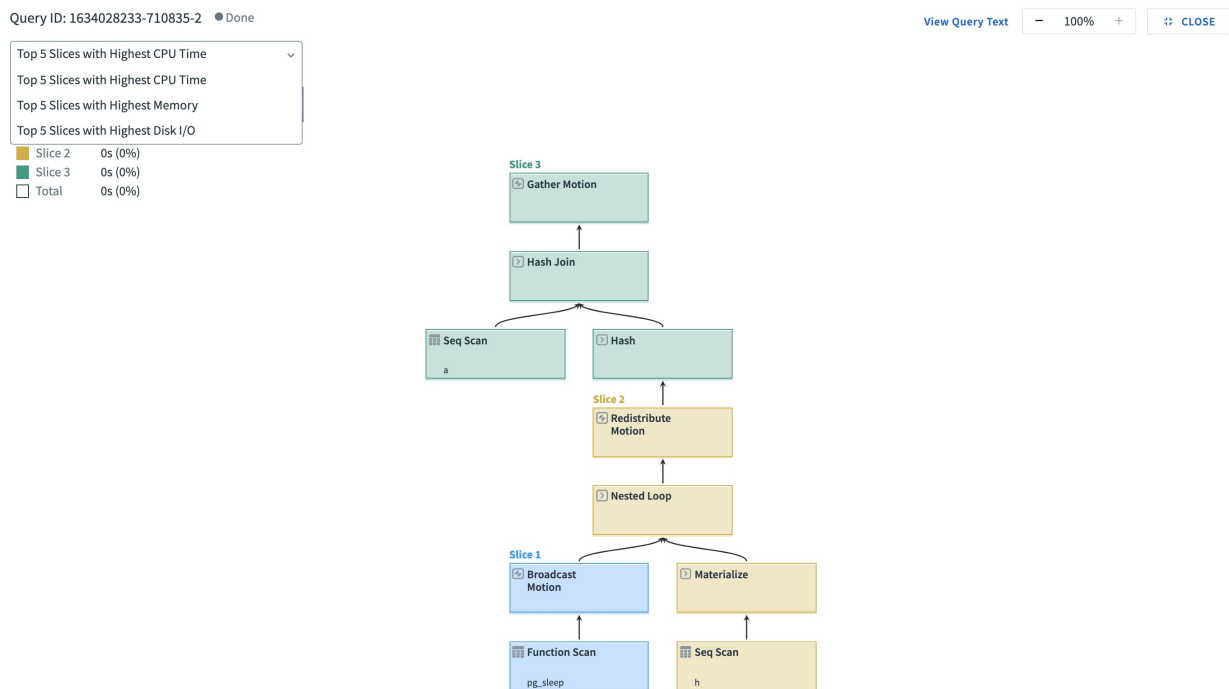 Query ID: 1634028233-710835-2 Done
View Query Text
− 100% +
CLOSE
Top 5 Slices with Highest CPU Time
Top 5 Slices with Highest CPU Time
Top 5 Slices with Highest Memory
Top 5 Slices with Highest Disk I/O
Slice 2 0s (0%)
Slice 3 0s (0%)
Total 0s (0%)
Slice 3
Gather Motion
Hash Join
Seq Scan
a
Hash
Slice 2
Redistribute
Motion
Nested Loop
Slice 1
Broadcast
Motion
Materialize
Function Scan
pg_sleep
Seq Scan
h